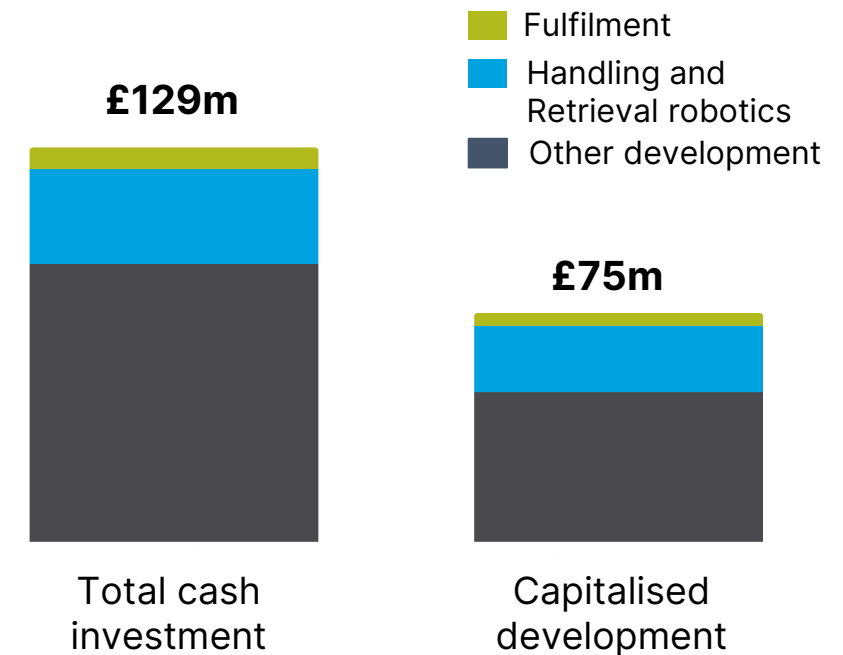 Fulfilment
Handling and
Retrieval robotics
Other development
£129m
£75m
Total cash
investment
Capitalised
development